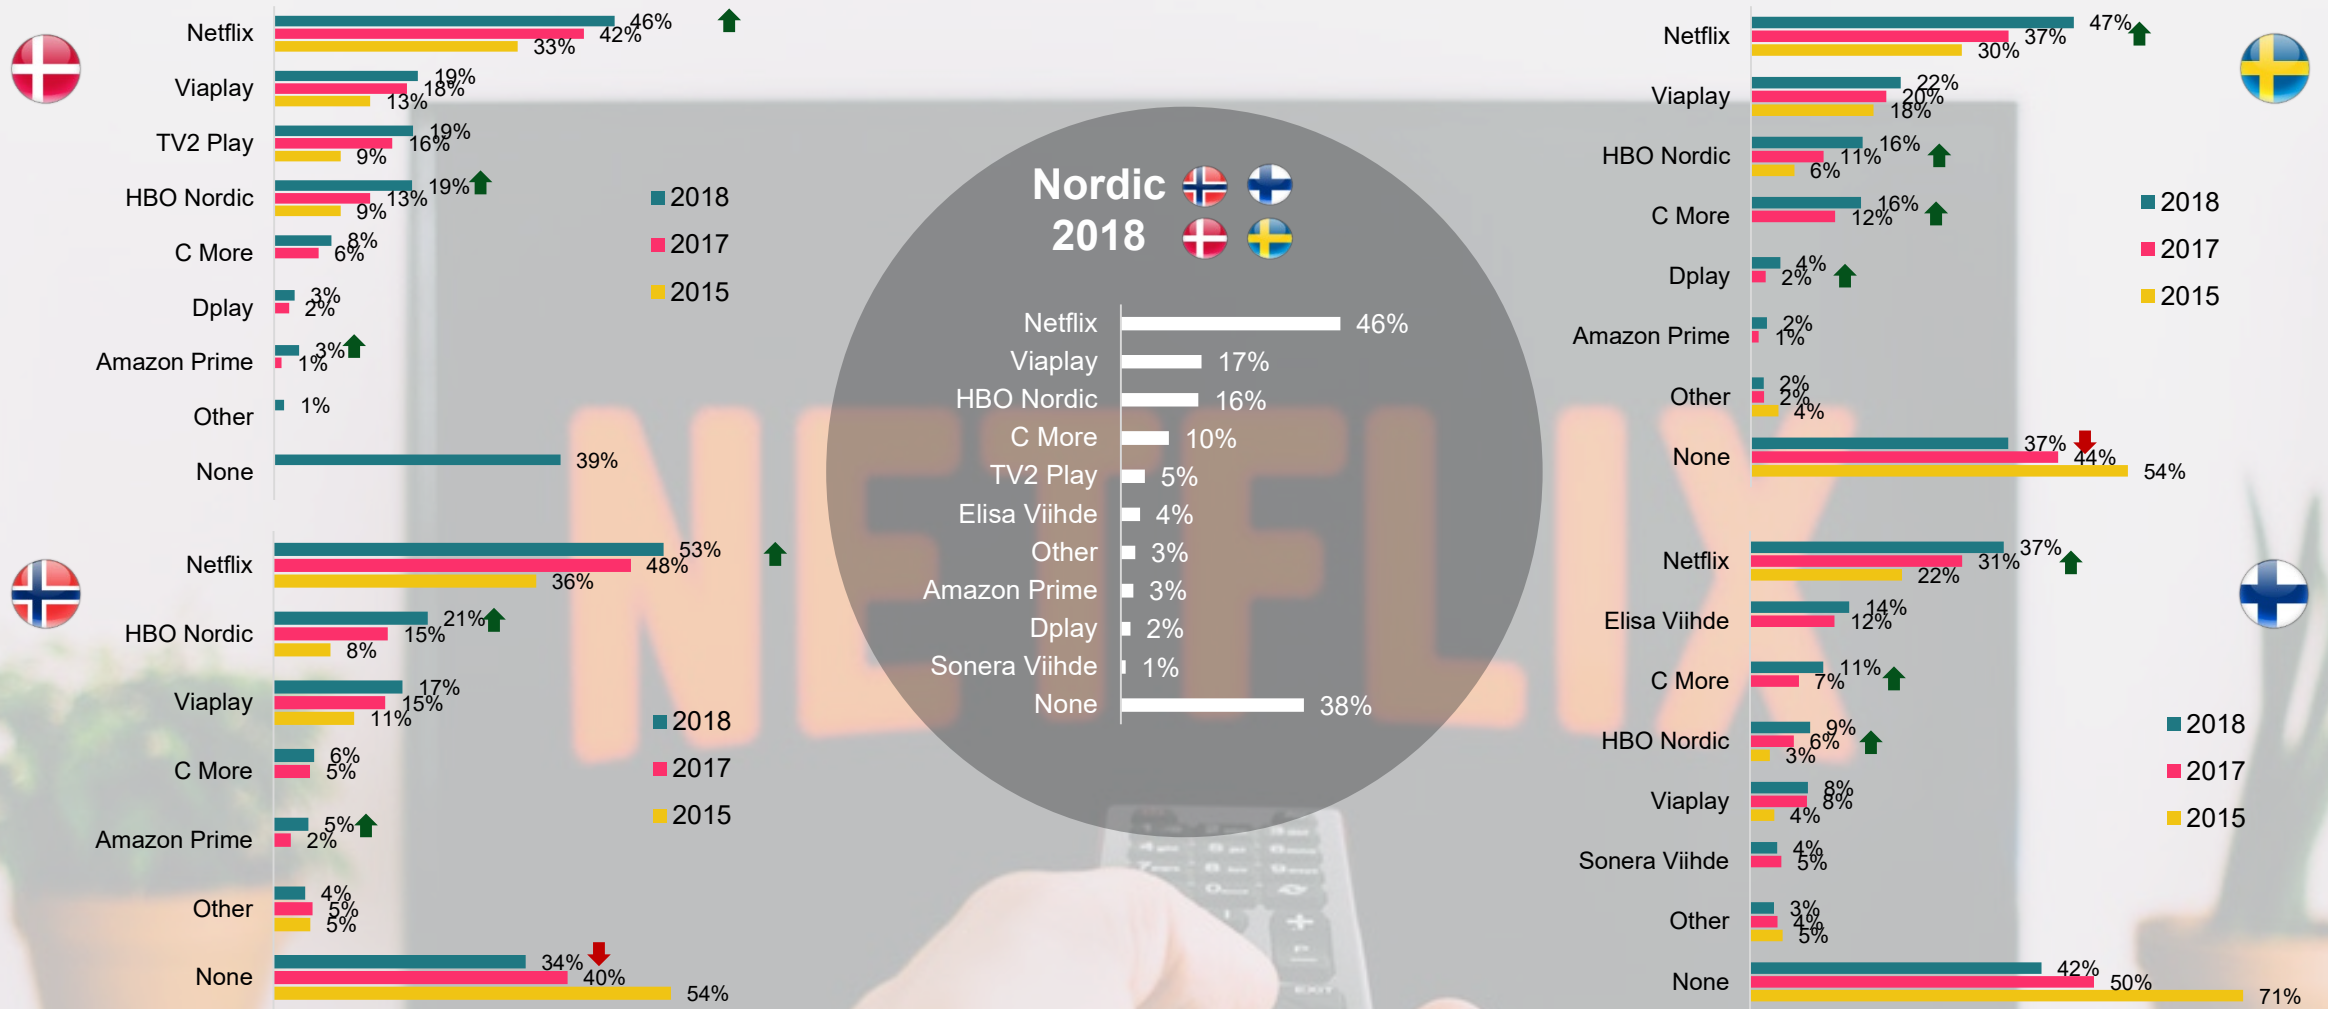 Netflix 46% 42% 33%
Viaplay 19% 18% 13%
TV2 Play 19% 16% 9%
HBO Nordic 19% 13% 9%
C More 8% 6%
Dplay 3% 2%
Amazon Prime 3% 1%
Other 1%
None 39%
2018
2017
2015
Netflix 53% 48% 36%
HBO Nordic 21% 15% 8%
Viaplay 17% 15% 11%
C More 6% 5%
Amazon Prime 5% 2%
Other 4% 5% 5%
None 34% 40% 54%
2018
2017
2015
Nordic
2018
Netflix 46%
Viaplay 17%
HBO Nordic 16%
C More 10%
TV2 Play 5%
Elisa Viihde 4%
Other 3%
Amazon Prime 3%
Dplay 2%
Sonera Viihde 1%
None 38%
NETFLIX
EXIT
Netflix 47% 37% 30%
Viaplay 22% 20% 18%
HBO Nordic 16% 11% 6%
C More 16% 12%
Dplay 4% 2%
Amazon Prime 2% 1%
Other 2% 2% 4%
None 37% 44% 54%
2018
2017
2015
Netflix 37% 31% 22%
Elisa Viihde 14% 12%
C More 11% 7%
HBO Nordic 9% 6% 3%
Viaplay 8% 8% 4%
Sonera Viihde 4% 5%
Other 3% 4% 5%
None 42% 50% 71%
2018
2017
2015